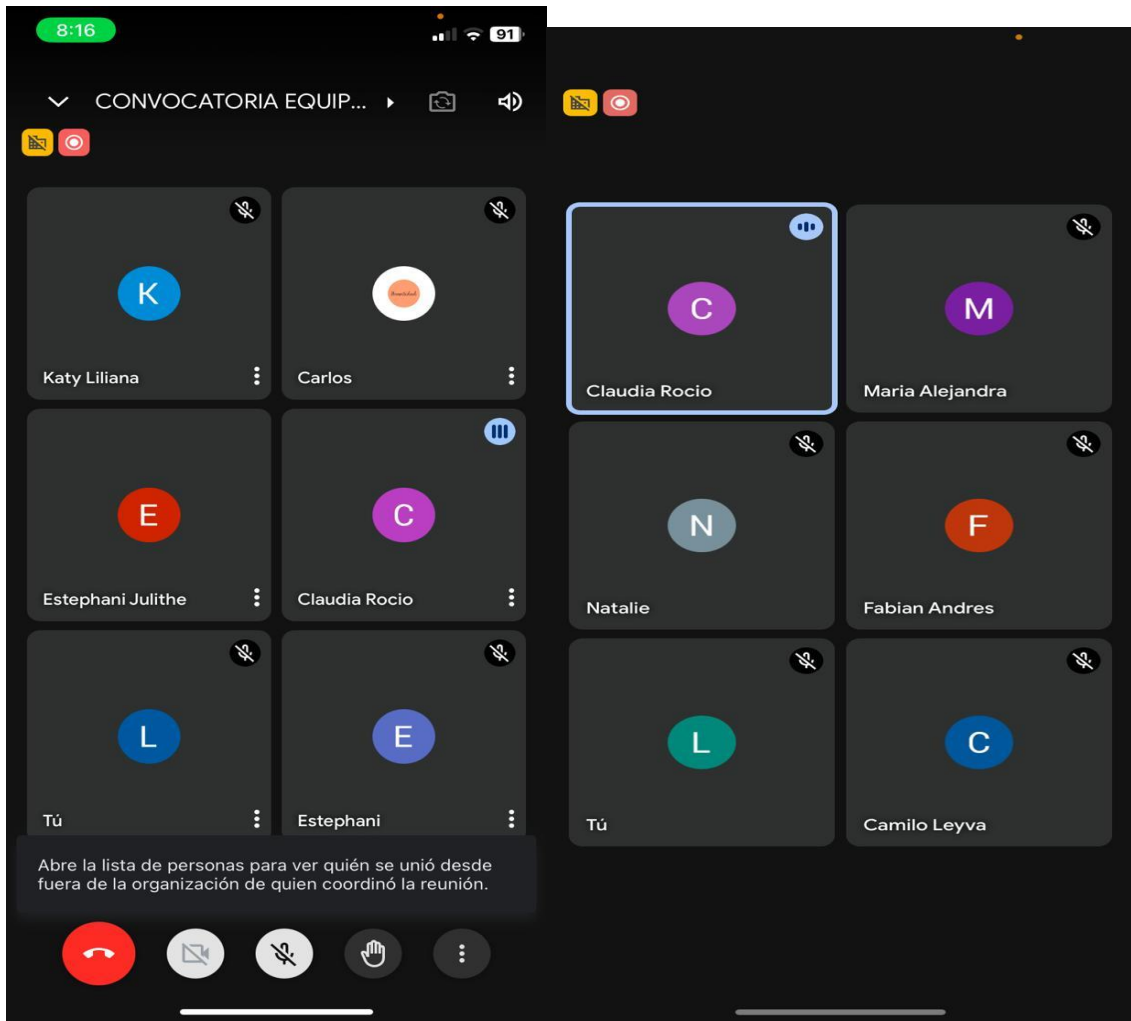 8:16
91
CONVOCATORIA EQUIP...
K
Katy Liliana
Carlos
E
Estephani Julithe
C
Claudia Rocio
L
Tú
E
Estephani
Abre la lista de personas para ver quién se unió desde
fuera de la organización de quien coordinó la reunión.
C
Claudia Rocio
M
Maria Alejandra
N
Natalie
F
Fabian Andres
L
Tú
C
Camilo Leyva